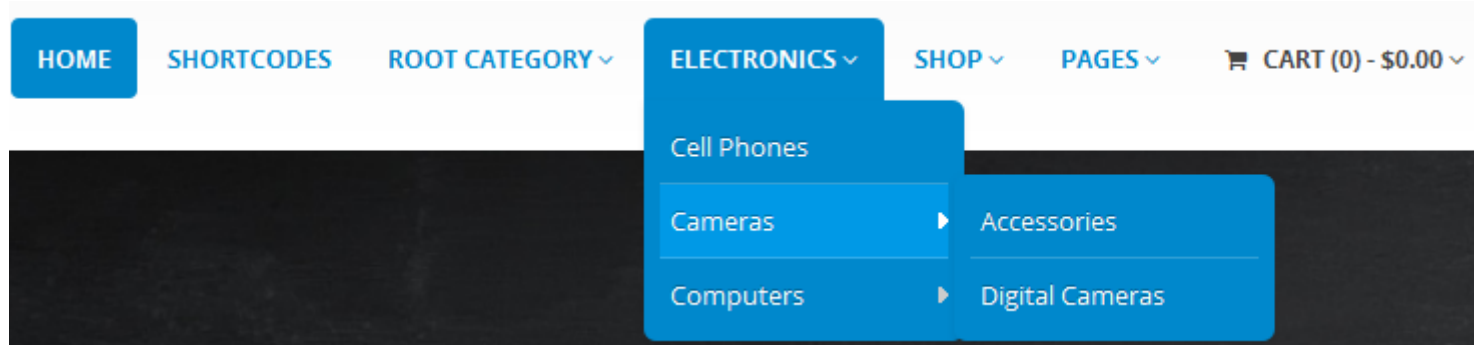 HOME SHORTCODES ROOT CATEGORY ELECTRONICS SHOP PAGES CART (0) - $0.00
Cell Phones
Cameras
Accessories
Computers
Digital Cameras